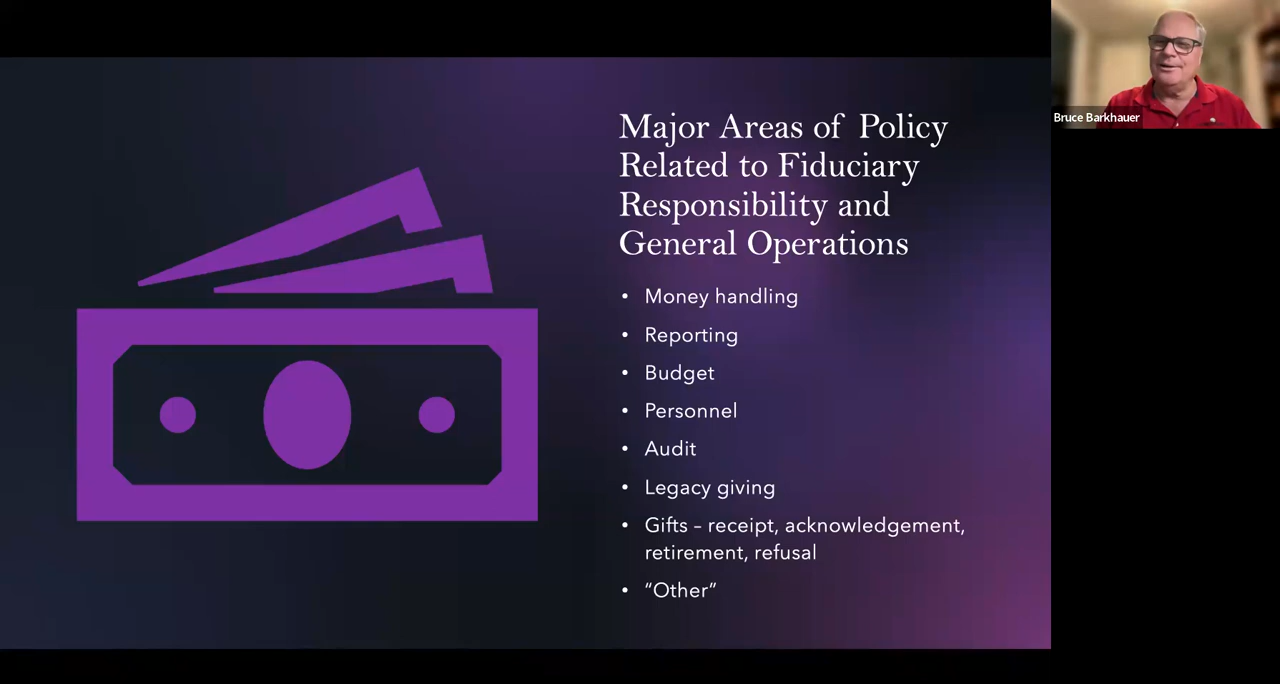 Major Areas of Policy
Related to Fiduciary
Responsibility and
General Operations
• Money handling
• Reporting
• Budget
• Personnel
• Audit
• Legacy giving
• Gifts – receipt, acknowledgement,
retirement, refusal
• “Other”
Bruce Barkhauer